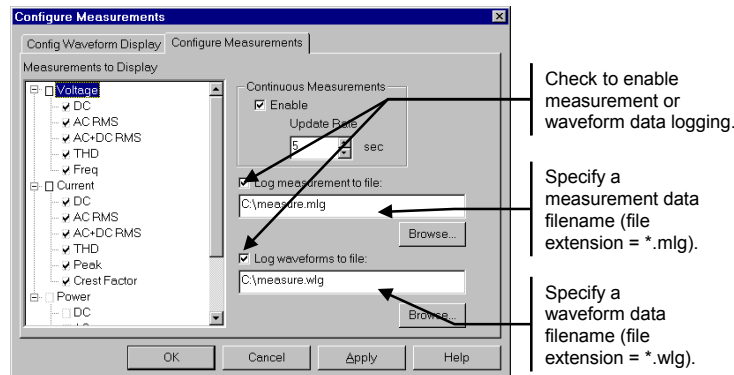 Configure Measurements
Config Waveform Display
Configure Measurements
Measurements to Display
Voltage
DC
AC RMS
AC+DC RMS
THD
Freq
Current
DC
AC RMS
AC+DC RMS
THD
Peak
Crest Factor
Power
DC
Continuous Measurements
Enable
Update Rate
5 sec
Log measurement to file:
C:\measure.mlg
Browse...
Log waveforms to file:
C:\measure.wlg
Browse...
OK
Cancel
Apply
Help
Check to enable
measurement or
waveform data logging.
Specify a
measurement data
filename (file
extension = *.mlg).
Specify a
waveform data
filename (file
extension = *.wlg).